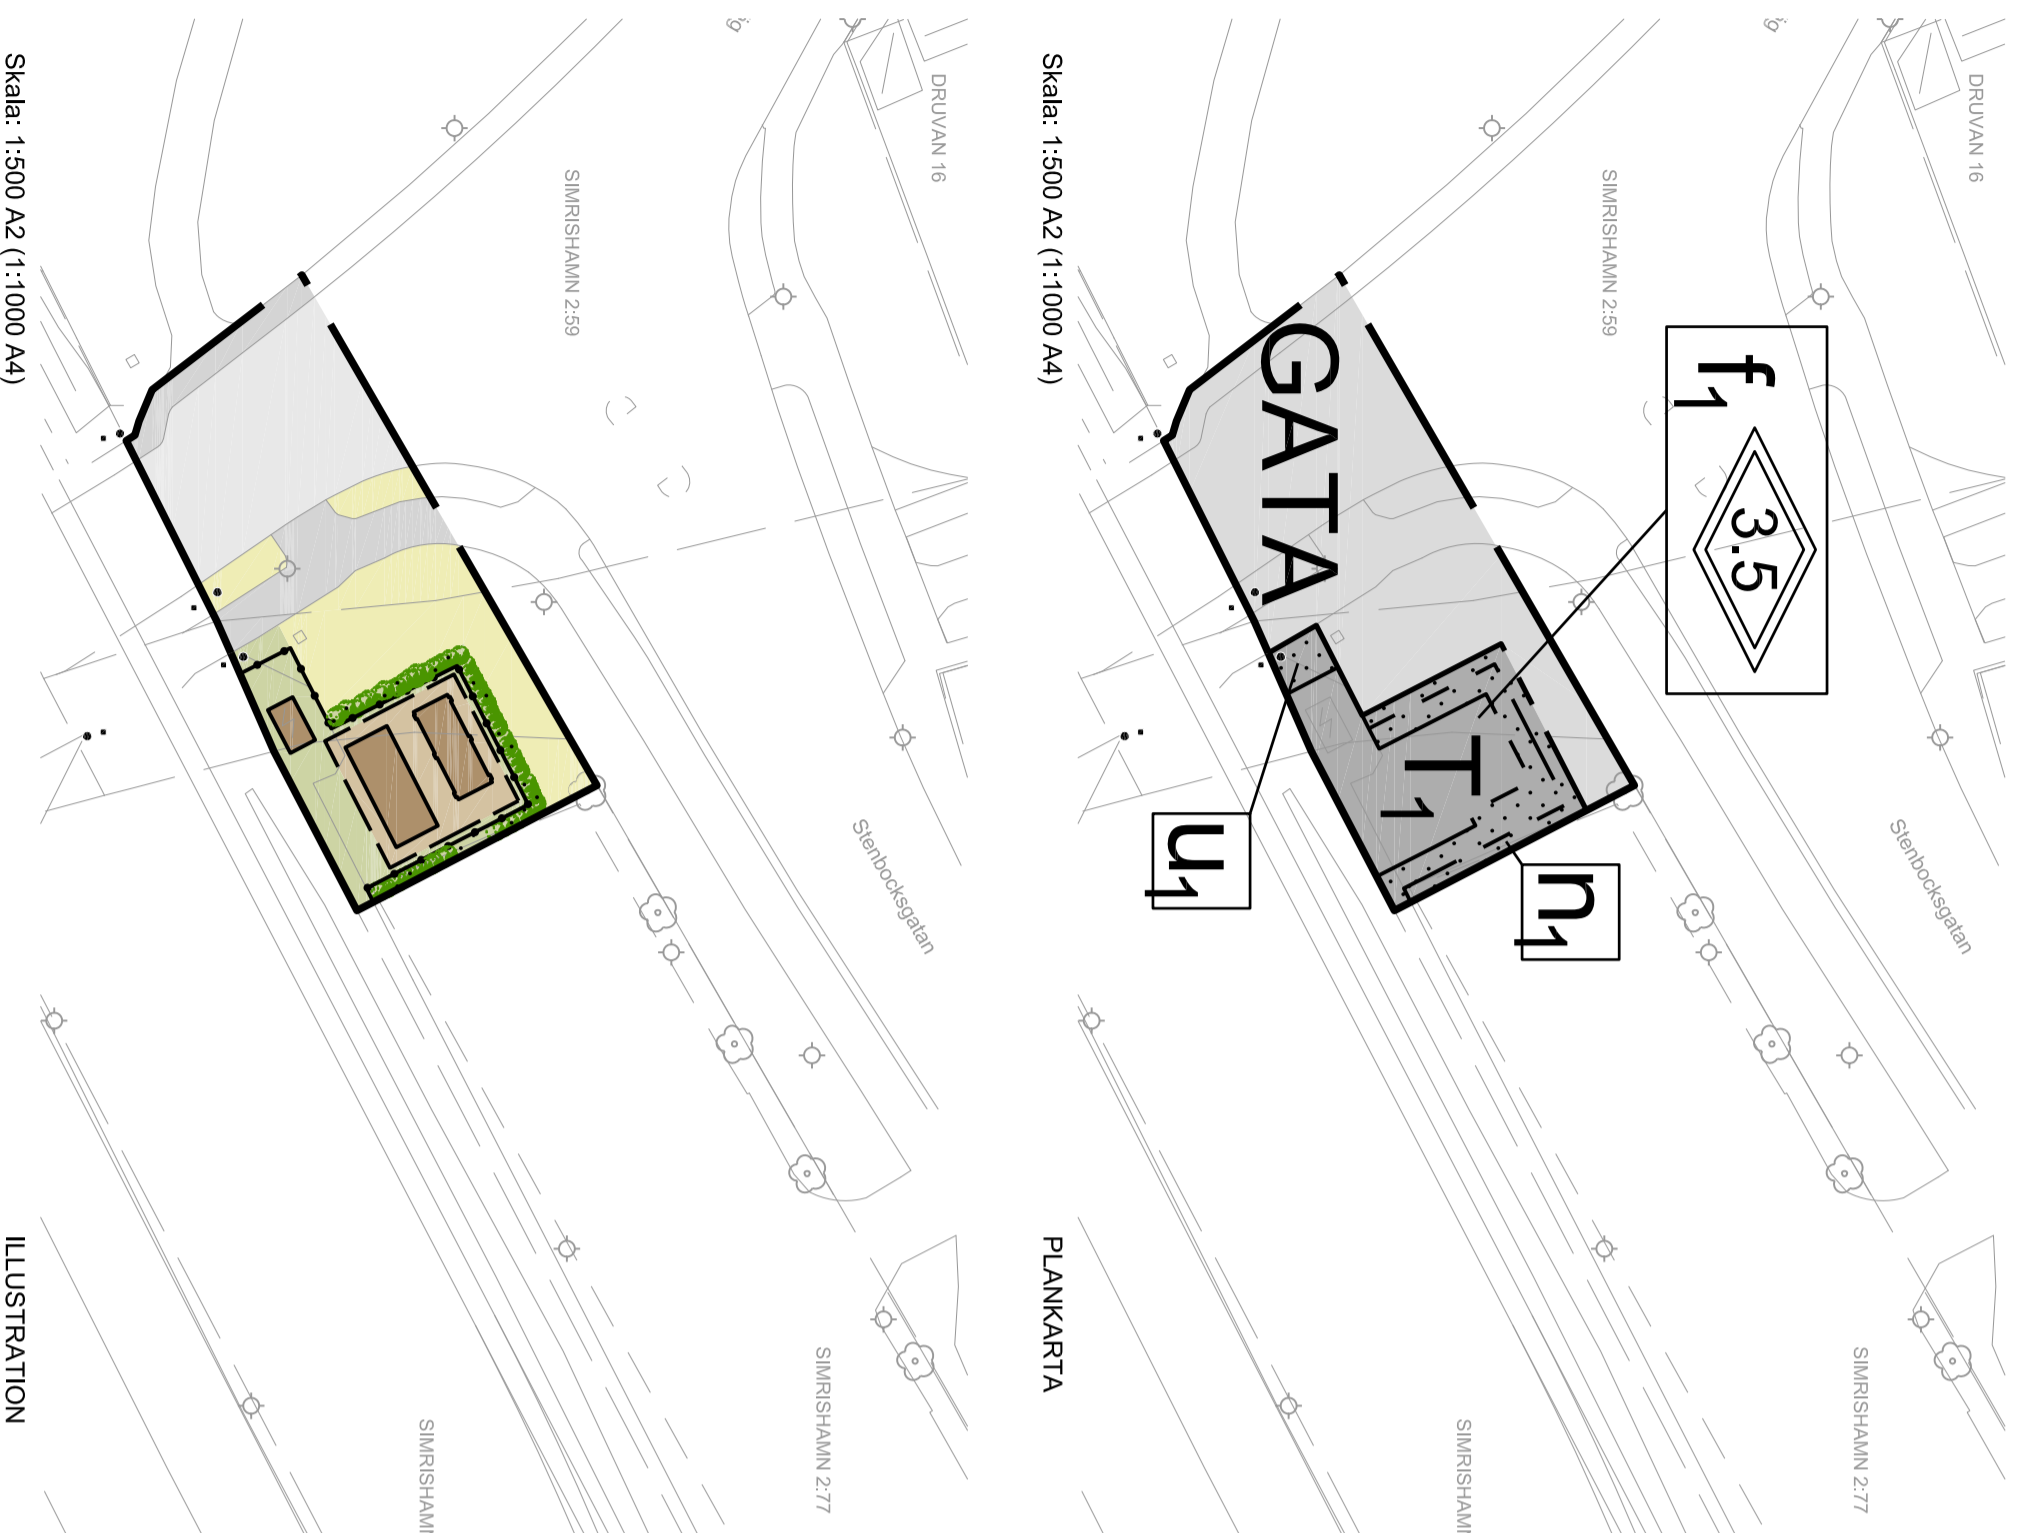 PLANKARTA
Skala: 1:500 A2 (1:1000 A4)
DRUVAN 16
SIMRISHAMN 2:59
f1
3.5
GATA
T1
u1
n1
Stenbocksgatan
SIMRISHAMN 2:77
ILLUSTRATION
Skala: 1:500 A2 (1:1000 A4)
DRUVAN 16
SIMRISHAMN 2:59
Stenbocksgatan
SIMRISHAMN 2:77